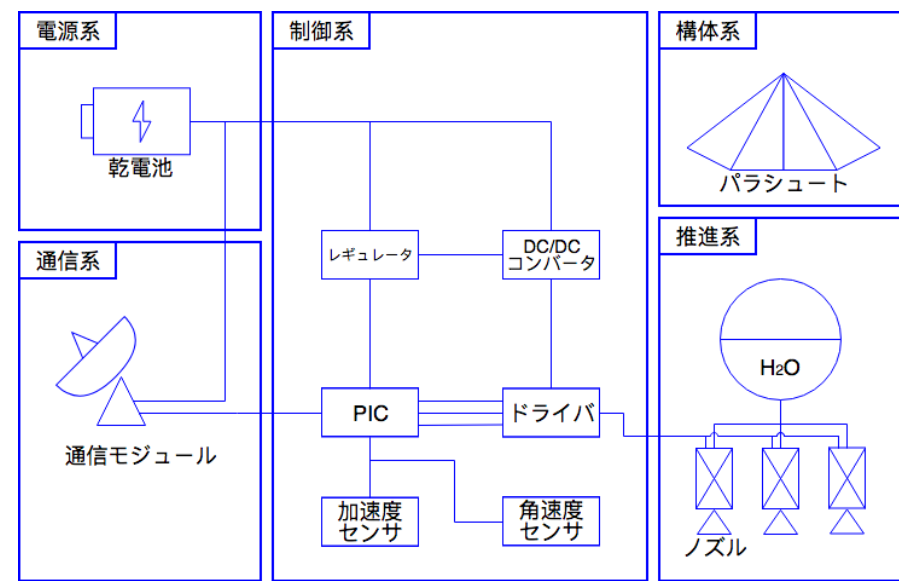 電源系
乾電池
通信系
通信モジュール
制御系
レギュレータ
DC/DC
コンバータ
PIC
ドライバ
加速度
センサ
角速度
センサ
構体系
パラシュート
推進系
H2O
ノズル